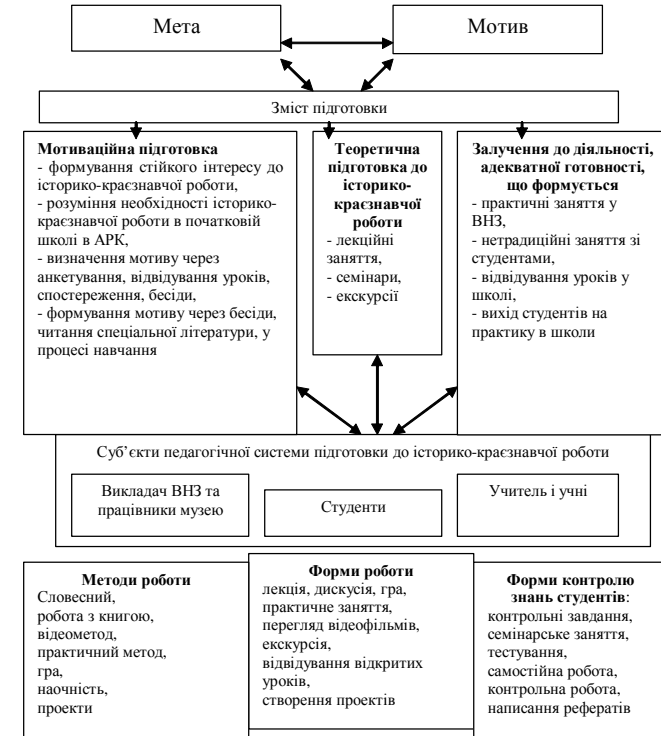 Мета
Мотив
Зміст підготовки
Мотиваційна підготовка
- формування стійкого інтересу до
історико-краєзнавчої роботи,
- розуміння необхідності історико-
краєзнавчої роботи в початковій
школі в АРК,
- визначення мотиву через
анкетування, відвідування уроків,
спостереження, бесіди,
- формування мотиву через бесіди,
читання спеціальної літератури, у
процесі навчання
Теоретична
підготовка до
історико-
краєзнавчої
роботи
- лекційні
заняття,
- семінари,
- екскурсії
Залучення до діяльності,
адекватної готовності,
що формується
- практичні заняття у
ВНЗ,
- нетрадиційні заняття зі
студентами,
- відвідування уроків у
школі,
- вихід студентів на
практику в школи
Суб’єкти педагогічної системи підготовки до історико-краєзнавчої роботи
Викладач ВНЗ та
працівники музею
Студенти
Учитель і учні
Методи роботи
Словесний,
робота з книгою,
відеометод,
практичний метод,
гра,
наочність,
проекти
Форми роботи
лекція, дискусія, гра,
практичне заняття,
перегляд відеофільмів,
екскурсія,
відвідування відкритих
уроків,
створення проектів
Форми контролю
знань студентів:
контрольні завдання,
семінарське заняття,
тестування,
самостійна робота,
контрольна робота,
написання рефератів